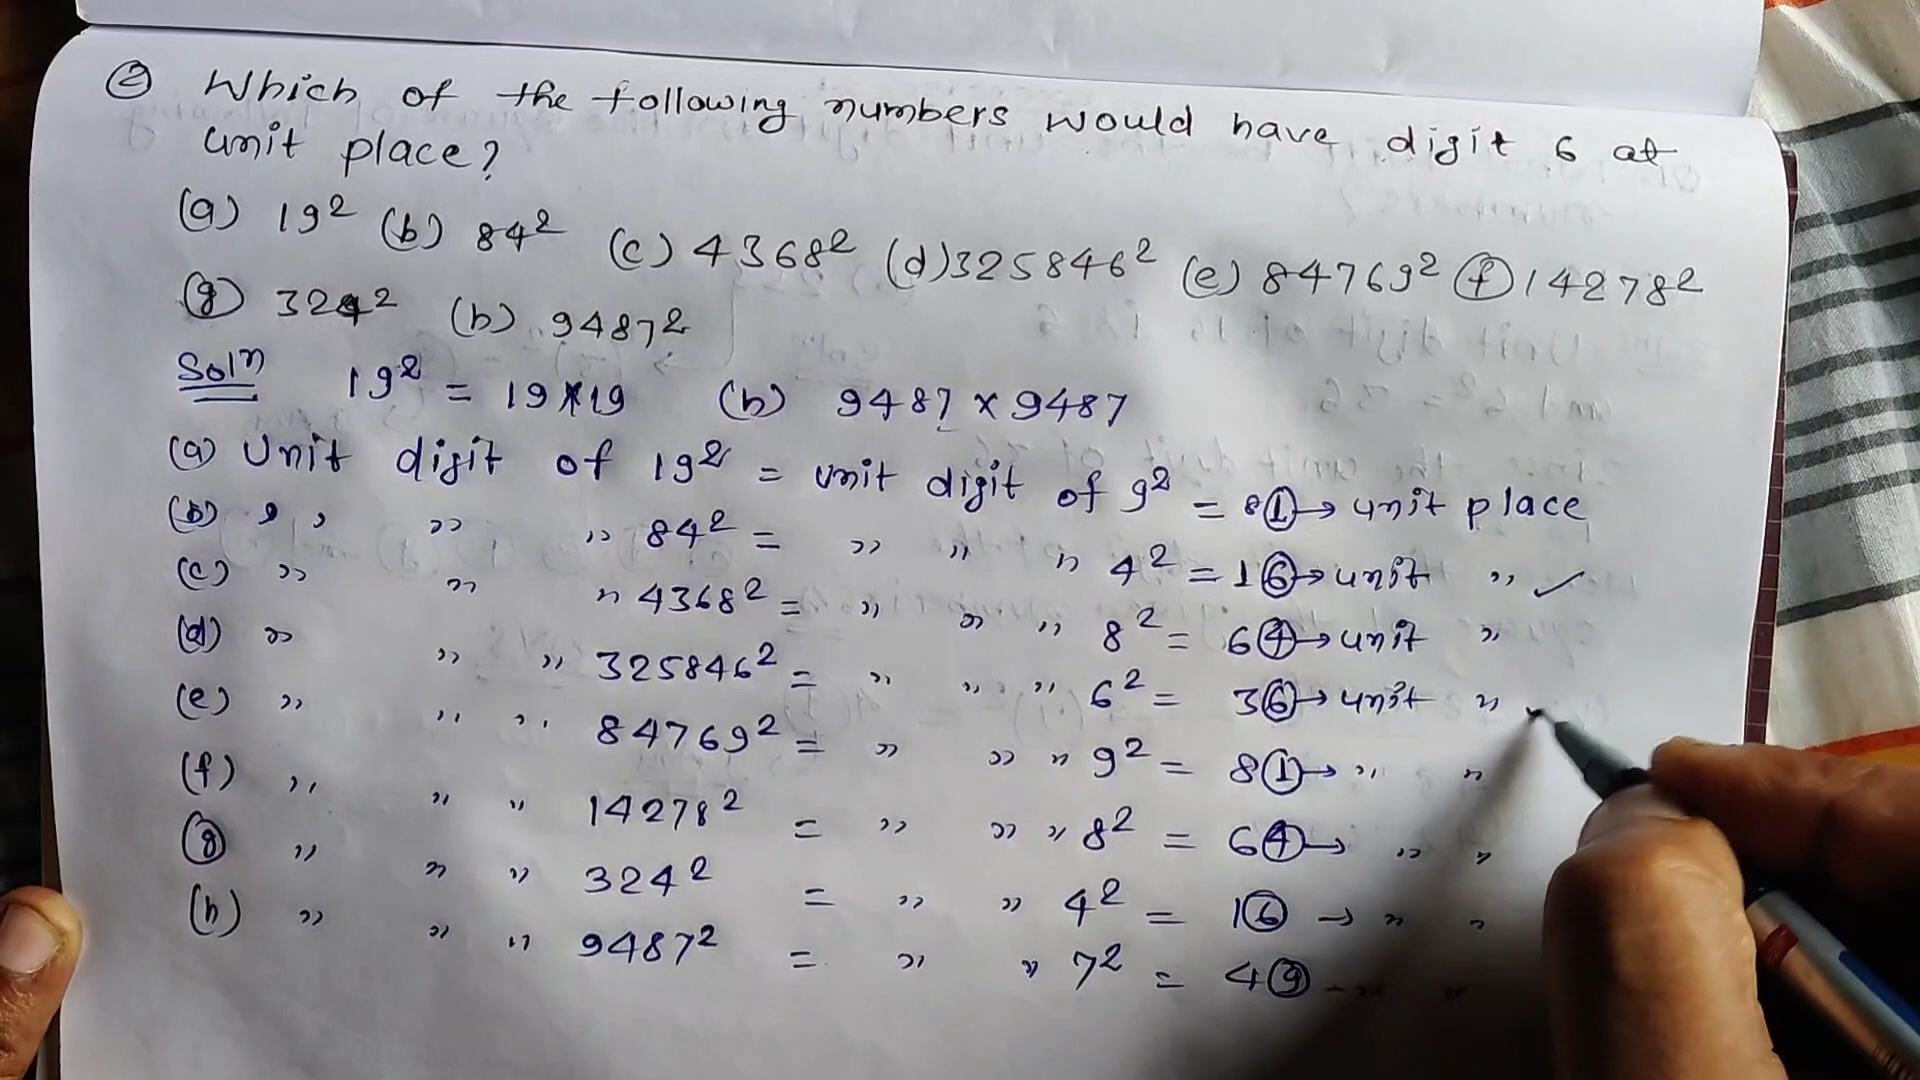 ② Which of the following numbers would have digit 6 at
unit place?
(a) 19² (b) 84² (c) 4368² (d) 325846² (e) 84769² (f) 14278²
(g) 324² (h) 9487²
Solⁿ 19² = 19×19 (h) 9487 × 9487
(a) Unit digit of 19² = unit digit of 9² = 8① → unit place
(b) ,, ,, ,, 84² = ,, ,, ,, 4² = 1⑥ → unit ,, ✓
(c) ,, ,, ,, 4368² = ,, ,, ,, 8² = 6④ → unit ,,
(d) ,, ,, ,, 325846² = ,, ,, ,, 6² = 3⑥ → unit ,,
(e) ,, ,, ,, 84769² = ,, ,, ,, 9² = 8① → ,, ,,
(f) ,, ,, ,, 14278² = ,, ,, ,, 8² = 6④ → ,, ,,
(g) ,, ,, ,, 324² = ,, ,, 4² = 1⑥ → ,, ,,
(h) ,, ,, ,, 9487² = ,, ,, 7² = 4⑨ → ,, ,,